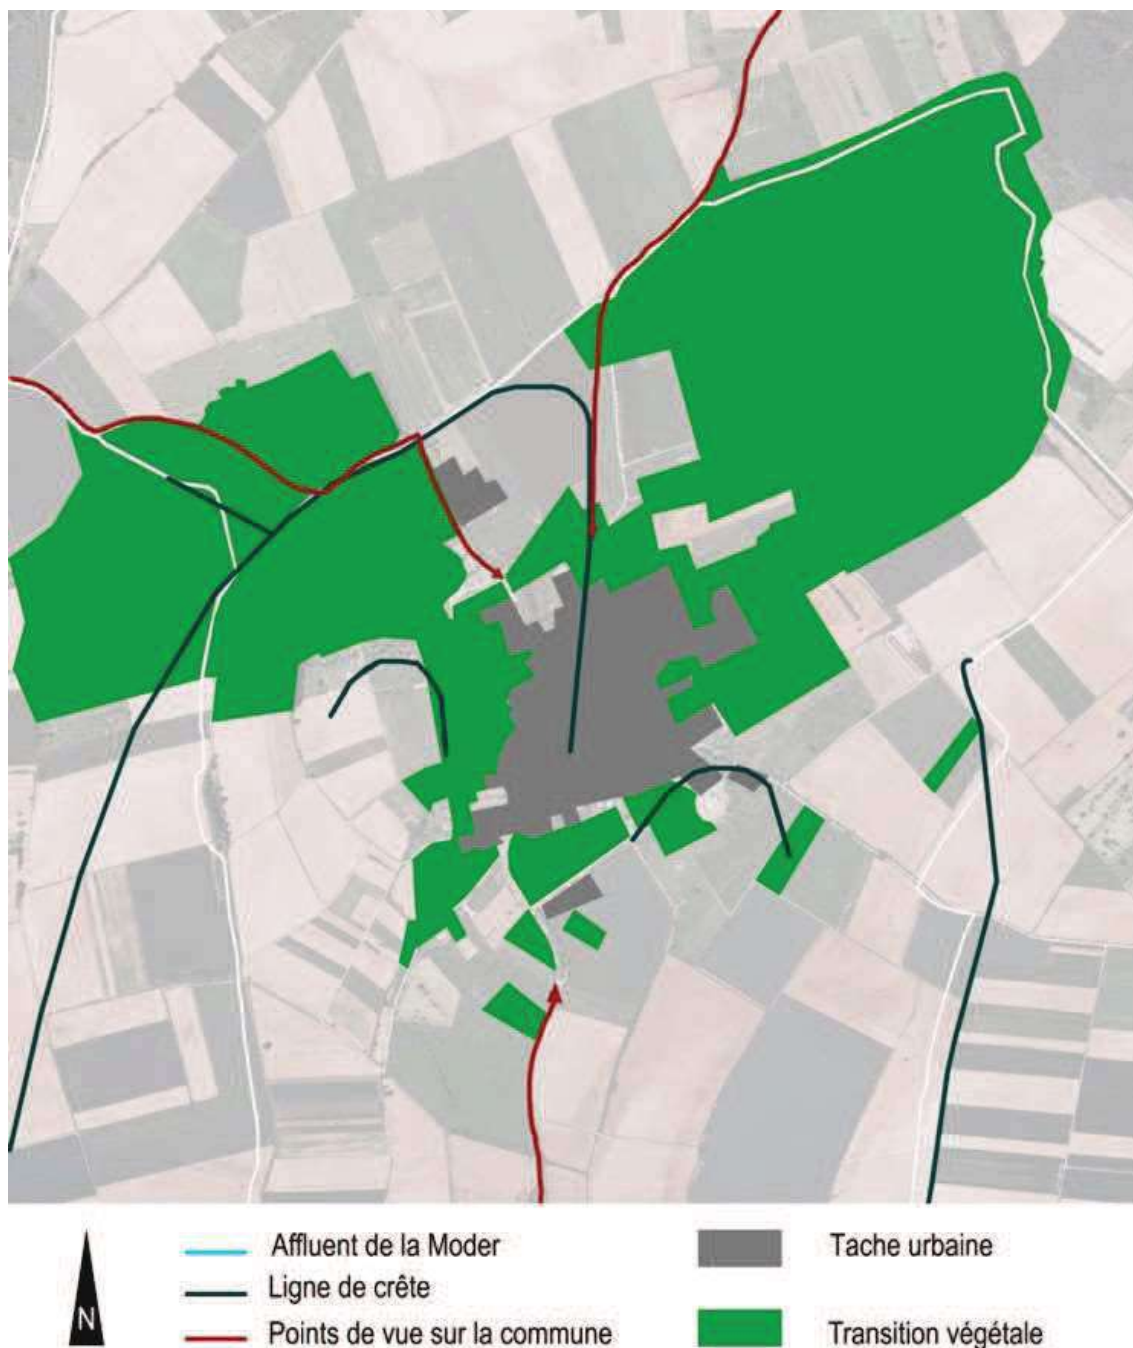 Affluent de la Moder
Ligne de crête
Points de vue sur la commune
Tache urbaine
Transition végétale
N